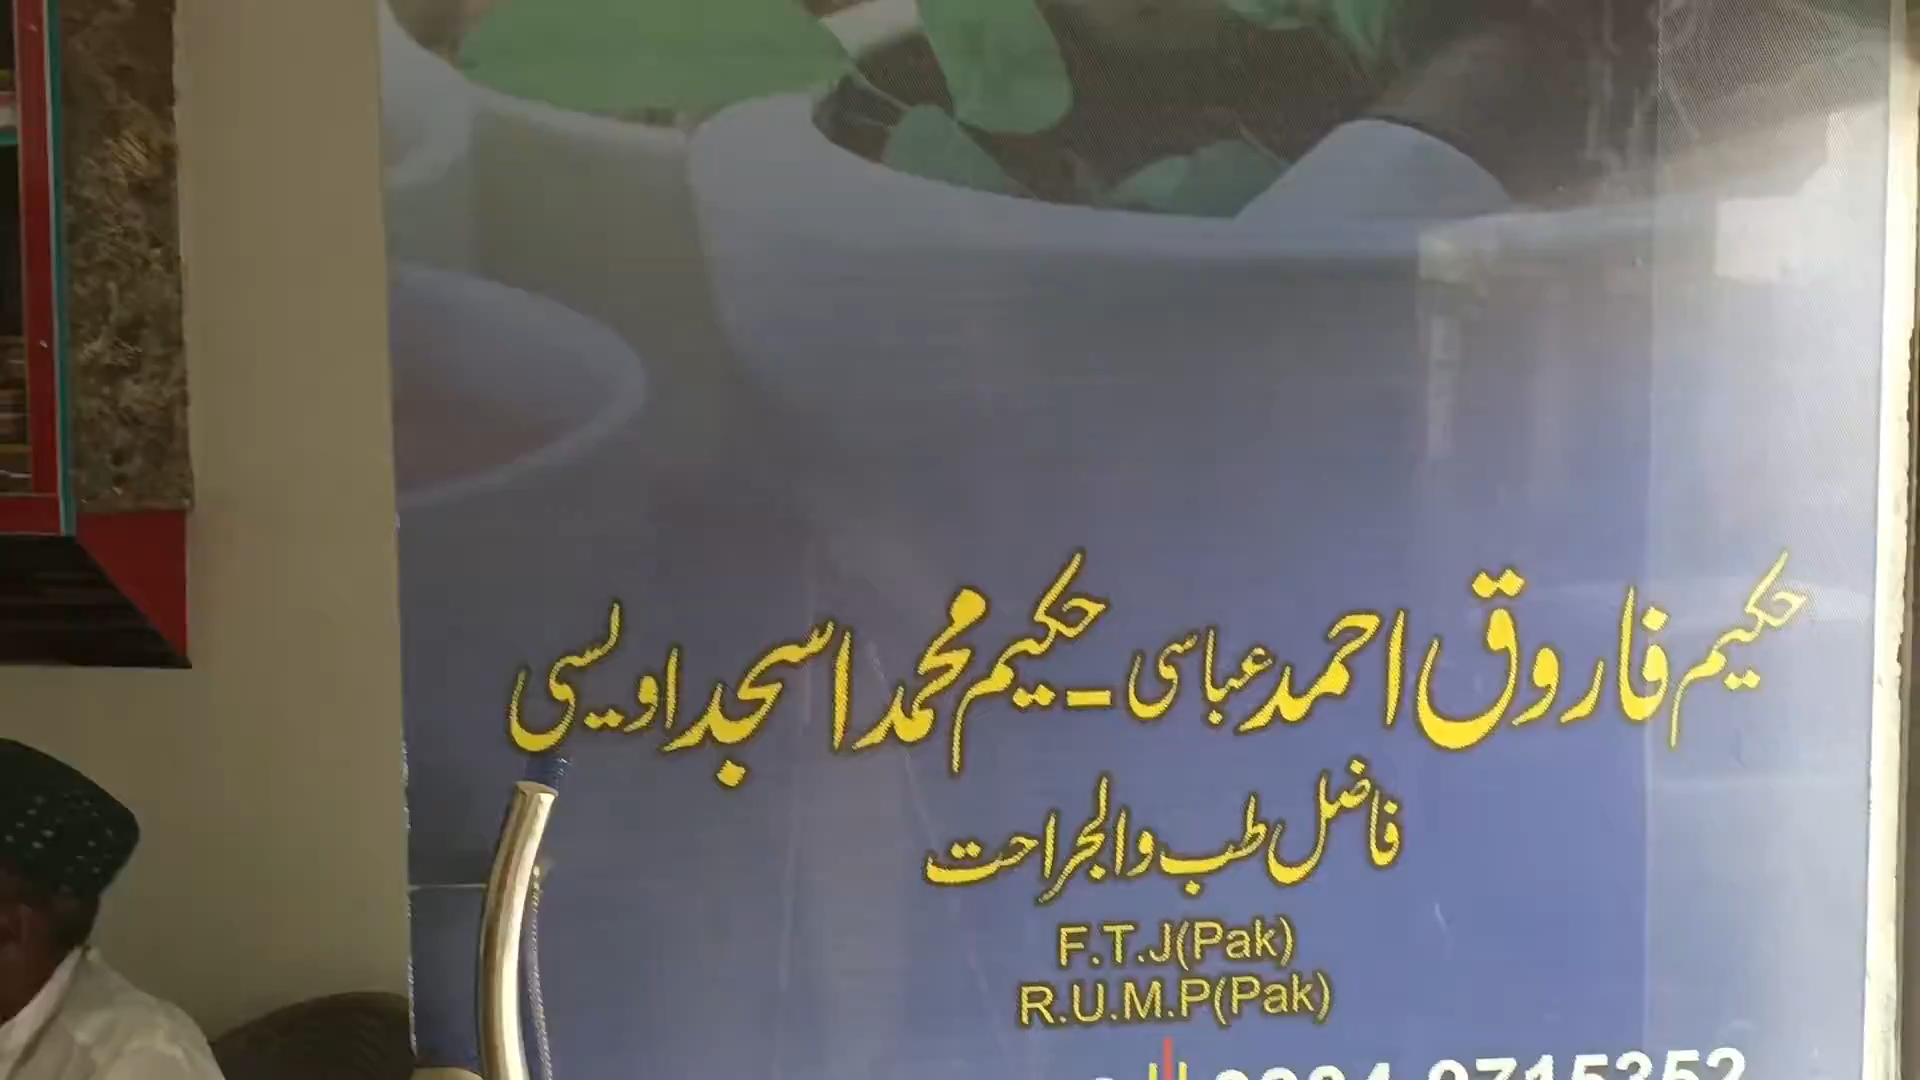 حکیم فاروق احمد عباسی - حکیم محمد اسجد اویسی
فاضل طب والجراحت
F.T.J(Pak)
R.U.M.P(Pak)